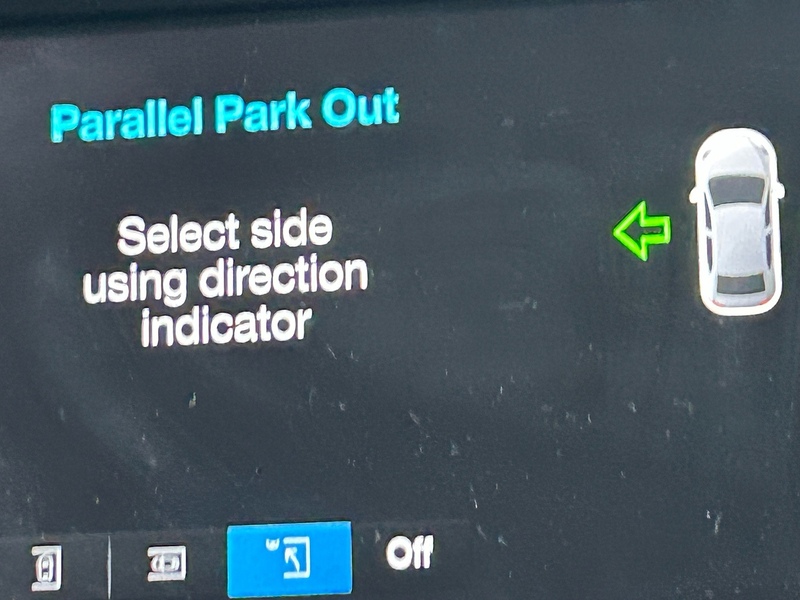 Parallel Park Out
Select side
using direction
indicator
Off